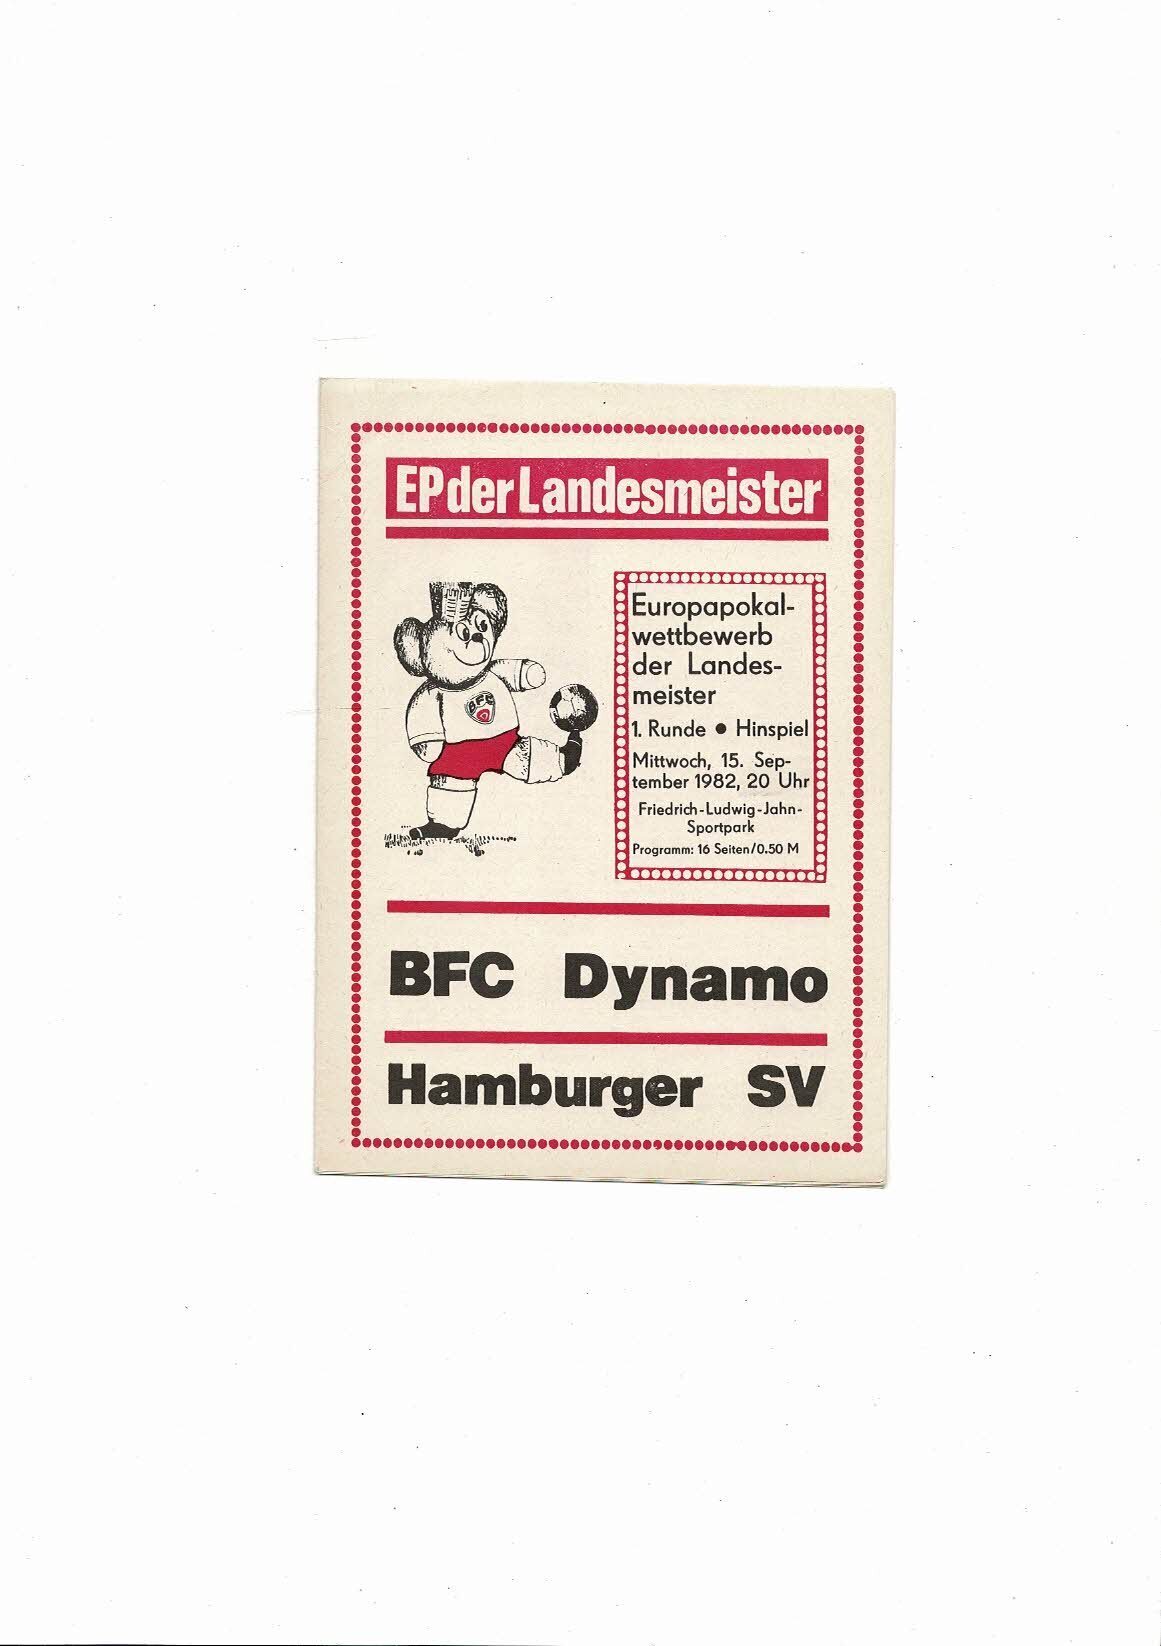 EP der Landesmeister
BFC
Europapokal-
wettbewerb
der Landes-
meister
1. Runde ● Hinspiel
Mittwoch, 15. Sep-
tember 1982, 20 Uhr
Friedrich-Ludwig-Jahn-
Sportpark
Programm: 16 Seiten/0.50 M
BFC Dynamo
Hamburger SV